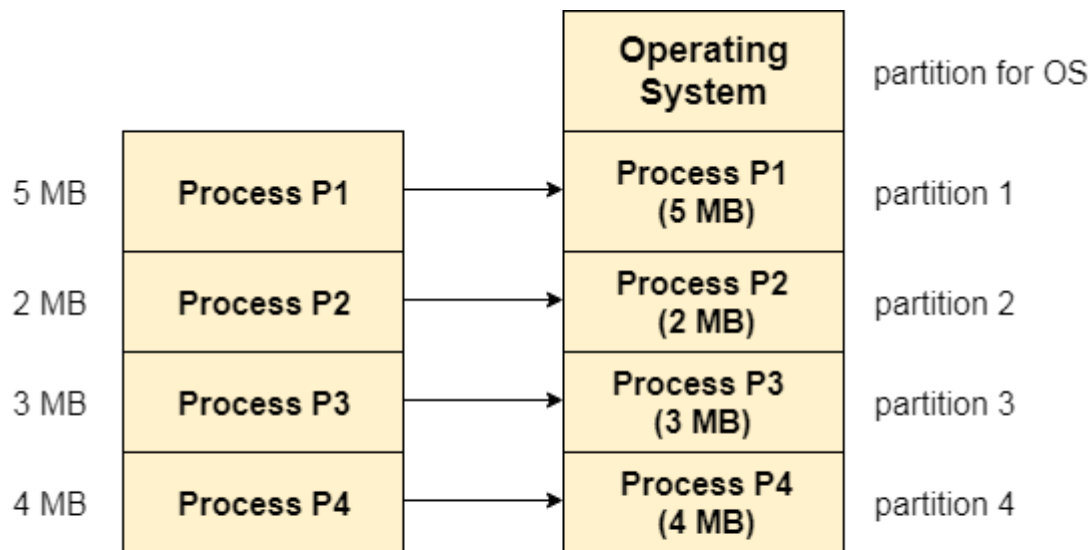 Operating
System
partition for OS
5 MB
Process P1
Process P1
(5 MB)
partition 1
2 MB
Process P2
Process P2
(2 MB)
partition 2
3 MB
Process P3
Process P3
(3 MB)
partition 3
4 MB
Process P4
Process P4
(4 MB)
partition 4